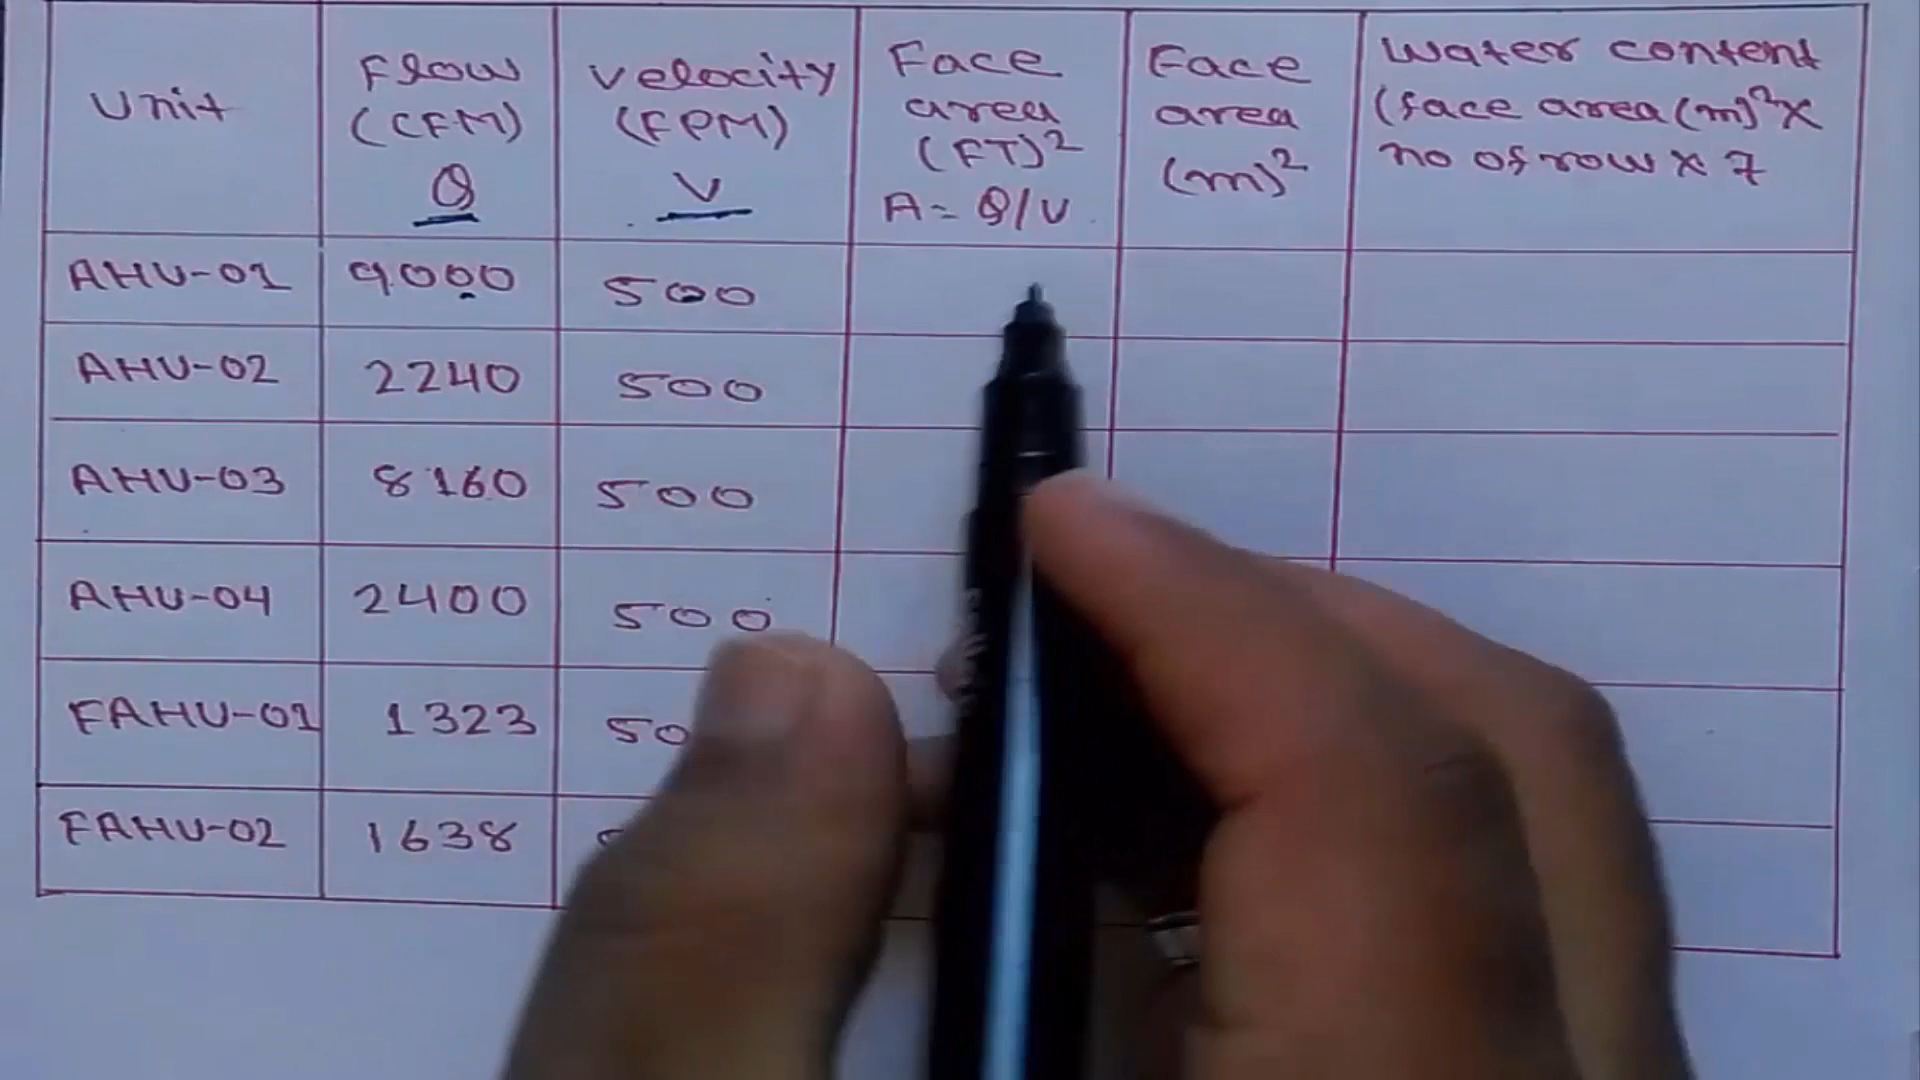 Unit
Flow
(CFM)
Q
Velocity
(FPM)
V
Face
area
(FT)²
A = Q/V
Face
area
(m)²
Water content
(face area (m)² x
no of row x 7
AHU-01 9000 500
AHU-02 2240 500
AHU-03 8160 500
AHU-04 2400 500
FAHU-01 1323
FAHU-02 1638